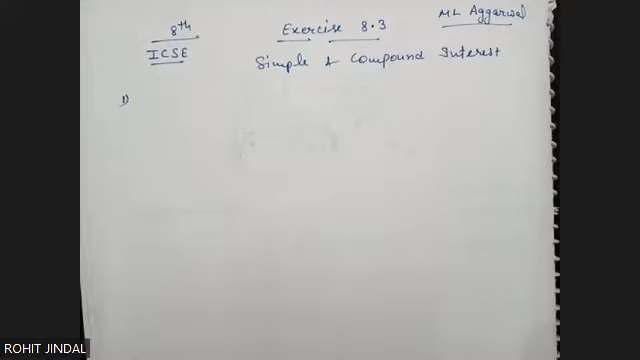 8th Exercise 8.3 ML Aggarwal
ICSE Simple & Compound Interest
1)
ROHIT JINDAL